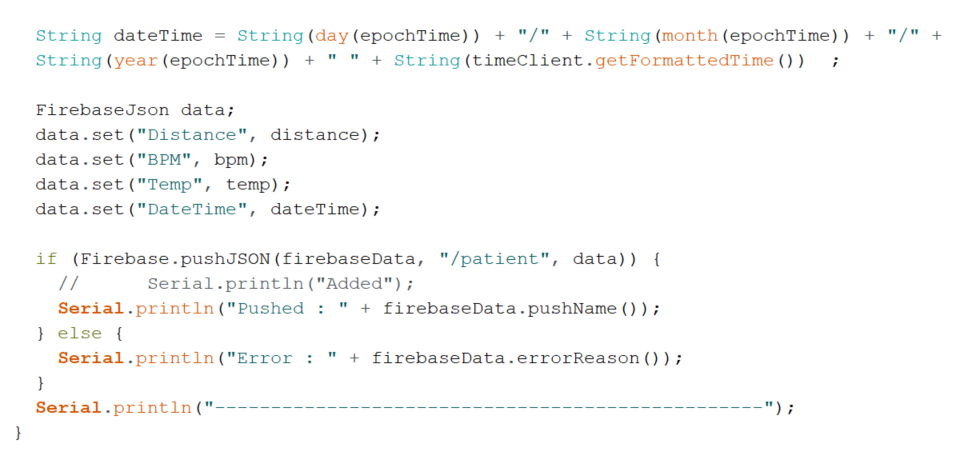 String dateTime = String(day(epochTime)) + "/" + String(month(epochTime)) + "/" +
String(year(epochTime)) + " " + String(timeClient.getFormattedTime())  ;
FirebaseJson data;
data.set("Distance", distance);
data.set("BPM", bpm);
data.set("Temp", temp);
data.set("DateTime", dateTime);
if (Firebase.pushJSON(firebaseData, "/patient", data)) {
//      Serial.println("Added");
Serial.println("Pushed : " + firebaseData.pushName());
} else {
Serial.println("Error : " + firebaseData.errorReason());
}
Serial.println("-------------------------------------------------");
}